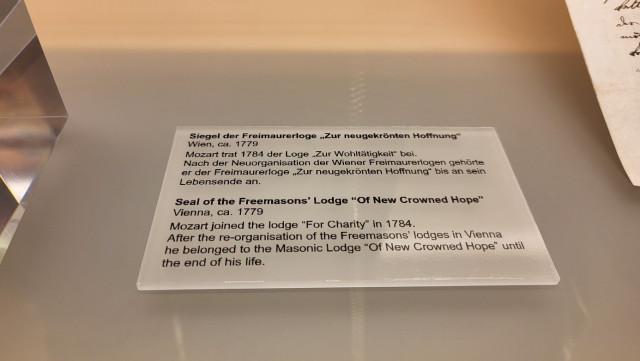 Siegel der Freimaurerloge „Zur neugekrönten Hoffnung“
Wien, ca. 1779
Mozart trat 1784 der Loge „Zur Wohltätigkeit“ bei.
Nach der Neuorganisation der Wiener Freimaurerlogen gehörte
er der Freimaurerloge „Zur neugekrönten Hoffnung“ bis an sein
Lebensende an.
Seal of the Freemasons’ Lodge “Of New Crowned Hope”
Vienna, ca. 1779
Mozart joined the lodge “For Charity” in 1784.
After the re-organisation of the Freemasons’ lodges in Vienna
he belonged to the Masonic Lodge “Of New Crowned Hope” until
the end of his life.